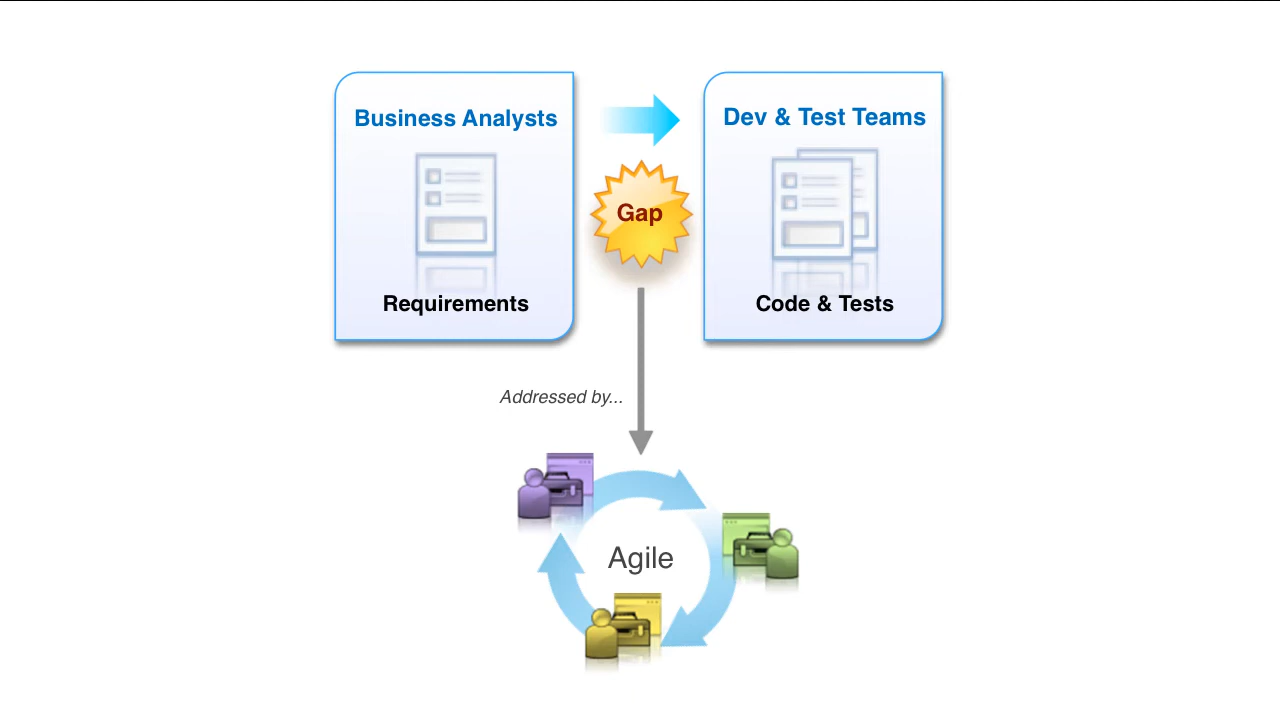 Business Analysts
Dev & Test Teams
Gap
Requirements
Code & Tests
Addressed by...
Agile